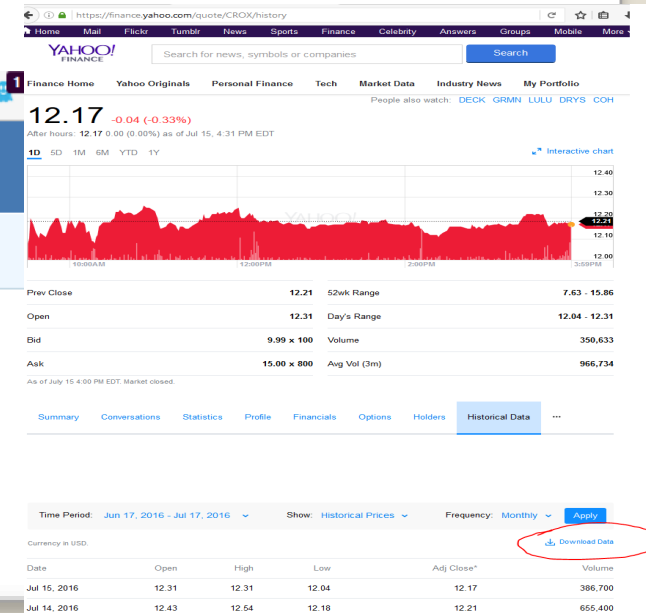 https://finance.yahoo.com/quote/CROX/history
Home Mail Flickr Tumblr News Sports Finance Celebrity Answers Groups Mobile More
YAHOO!
FINANCE
Search for news, symbols or companies
Search
1
Finance Home Yahoo Originals Personal Finance Tech Market Data Industry News My Portfolio
People also watch: DECK GRMN LULU DRYS COH
12.17 -0.04 (-0.33%)
After hours: 12.17 0.00 (0.00%) as of Jul 15, 4:31 PM EDT
1D 5D 1M 6M YTD 1Y
Interactive chart
12.40
12.30
12.20
YAHOO!
12.21
12.10
12.00
10:00AM 12:00PM 2:00PM 3:59PM
Prev Close 12.21 52wk Range 7.63 - 15.86
Open 12.31 Day's Range 12.04 - 12.31
Bid 9.99 x 100 Volume 350,633
Ask 15.00 x 800 Avg Vol (3m) 966,734
As of July 15 4:00 PM EDT. Market closed.
Summary Conversations Statistics Profile Financials Options Holders Historical Data ...
Time Period: Jun 17, 2016 - Jul 17, 2016 Show: Historical Prices Frequency: Monthly Apply
Currency in USD. Download Data
Date Open High Low Adj Close* Volume
Jul 15, 2016 12.31 12.31 12.04 12.17 386,700
Jul 14, 2016 12.43 12.54 12.18 12.21 655,400